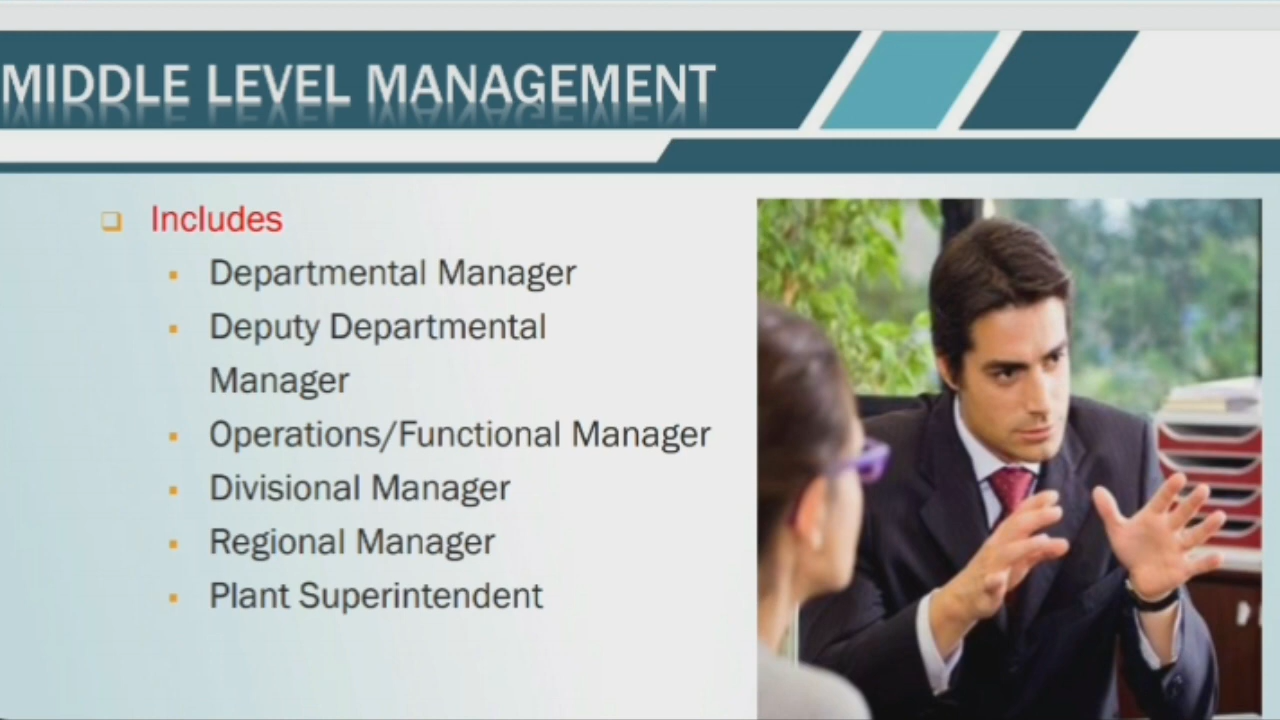 MIDDLE LEVEL MANAGEMENT
Includes
Departmental Manager
Deputy Departmental
Manager
Operations/Functional Manager
Divisional Manager
Regional Manager
Plant Superintendent